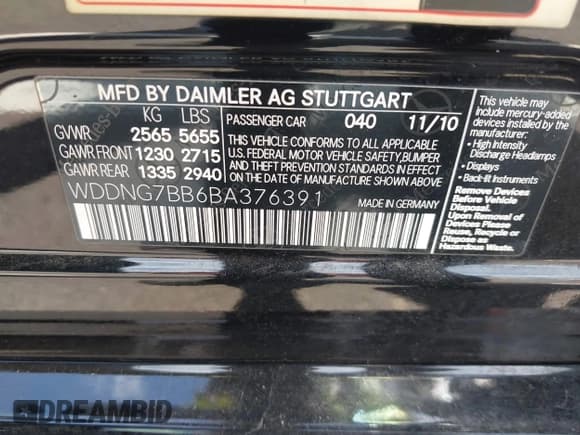 MFD BY DAIMLER AG STUTTGART
KG LBS
GVWR 2565 5655
GAWR FRONT 1230 2715
GAWR REAR 1335 2940
PASSENGER CAR 040 11/10
THIS VEHICLE CONFORMS TO ALL APPLICABLE
U.S. FEDERAL MOTOR VEHICLE SAFETY, BUMPER
AND THEFT PREVENTION STANDARDS IN EFFECT
ON THE DATE OF MANUFACTURE SHOWN ABOVE.
WDDNG7BB6BA376391
MADE IN GERMANY
This vehicle may
include mercury-added
devices installed by the
manufacturer:
• High Intensity
Discharge Headlamps
• Displays
• Back-lit Instruments
Remove Devices
Before Vehicle
Disposal.
Upon Removal of
Devices Please
Reuse, Recycle or
Dispose as
Hazardous Waste.
DREAMBID